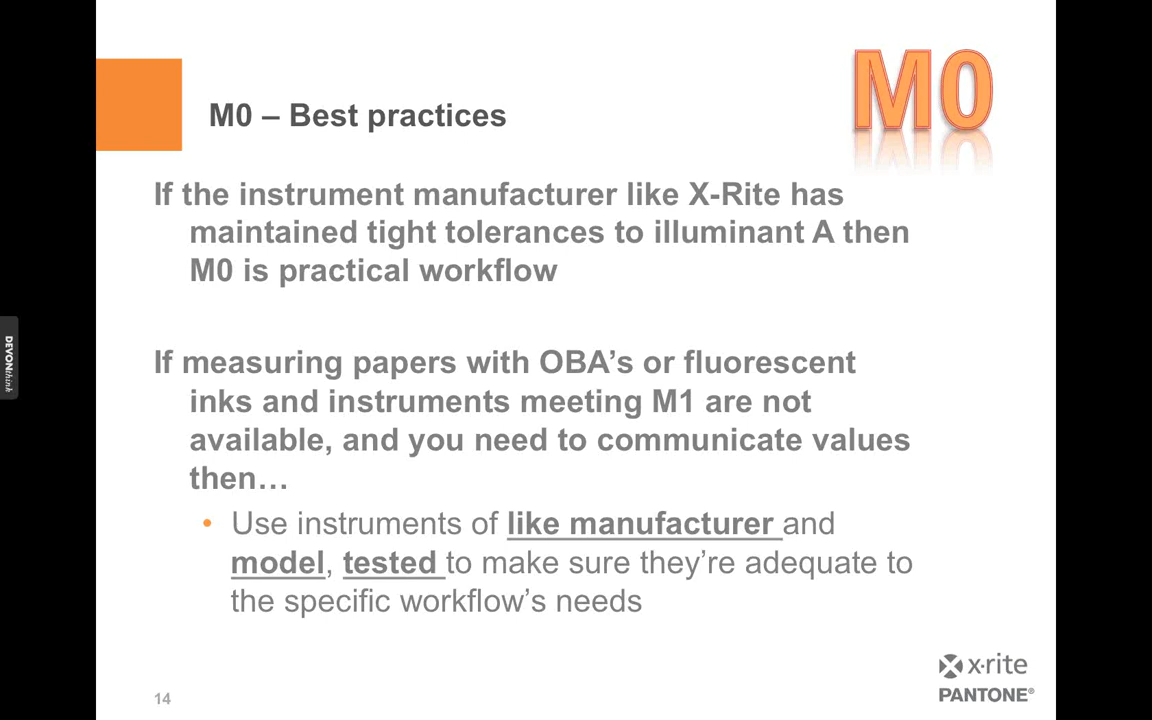 M0
M0 – Best practices
If the instrument manufacturer like X-Rite has
maintained tight tolerances to illuminant A then
M0 is practical workflow
If measuring papers with OBA’s or fluorescent
inks and instruments meeting M1 are not
available, and you need to communicate values
then…
• Use instruments of like manufacturer and
model, tested to make sure they’re adequate to
the specific workflow’s needs
DEVONthink
x·rite
PANTONE®
14